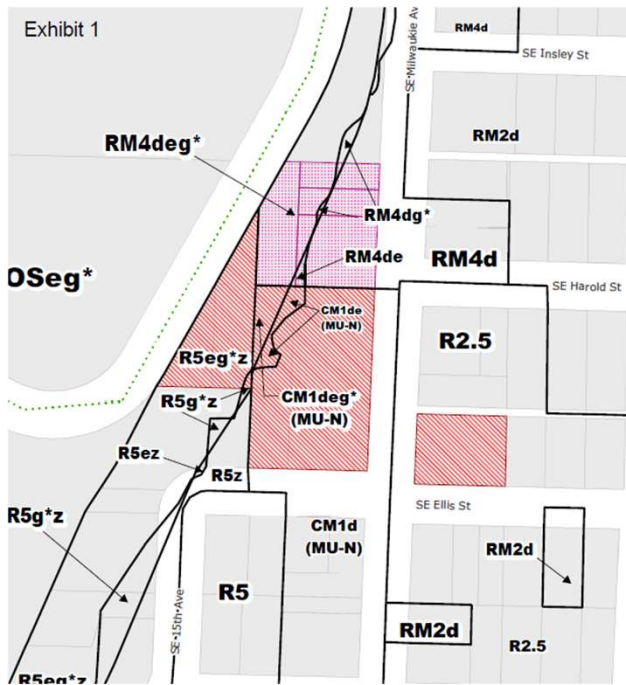 Exhibit 1
RM4d
SE Insley St
SE Milwaukie Av
RM2d
RM4deg*
RM4dg*
RM4de
RM4d
SE Harold St
OSeg*
CM1de
(MU-N)
R2.5
R5eg*z
CM1deg*
(MU-N)
R5g*z
R5ez
R5z
SE Ellis St
R5g*z
CM1d
(MU-N)
RM2d
R5
RM2d
R2.5
SE 15th Ave
R5eg*z